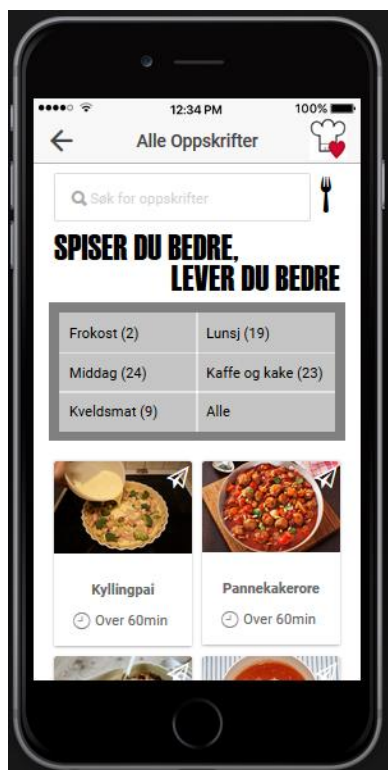 12:34 PM 100%
Alle Oppskrifter
Søk for oppskrifter
SPISER DU BEDRE,
LEVER DU BEDRE
Frokost (2) Lunsj (19)
Middag (24) Kaffe og kake (23)
Kveldsmat (9) Alle
Kyllingpai Pannekakerore
Over 60min Over 60min